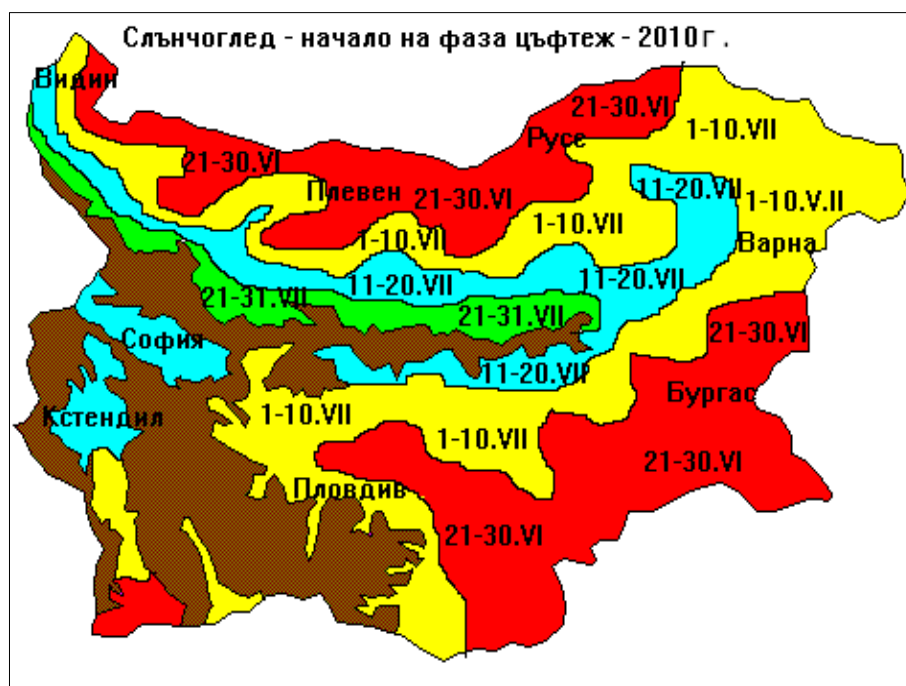 Слънчоглед - начало на фаза цъфтеж - 2010г .
Видин
21-30.VI
1-10.VII
Русе
21-30.VI
Плевен
21-30.VI
11-20.VII
1-10.V.II
1-10.VII
1-10.VII
Варна
11-20.VII
11-20.VII
21-31.VII
21-31.VII
21-30.VI
София
11-20.VII
Бургас
Кстендил
1-10.VII
1-10.VII
21-30.VI
Пловдив
21-30.VI